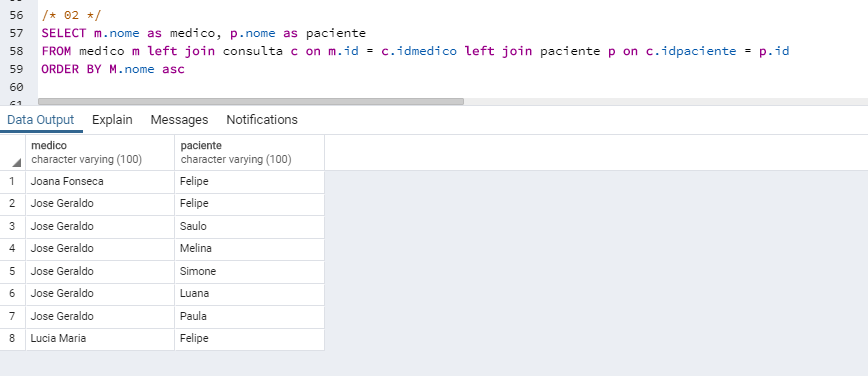 56 /* 02 */
57 SELECT m.nome as medico, p.nome as paciente
58 FROM medico m left join consulta c on m.id = c.idmedico left join paciente p on c.idpaciente = p.id
59 ORDER BY M.nome asc
60
61
Data Output Explain Messages Notifications
medico paciente
character varying (100) character varying (100)
1 Joana Fonseca Felipe
2 Jose Geraldo Felipe
3 Jose Geraldo Saulo
4 Jose Geraldo Melina
5 Jose Geraldo Simone
6 Jose Geraldo Luana
7 Jose Geraldo Paula
8 Lucia Maria Felipe